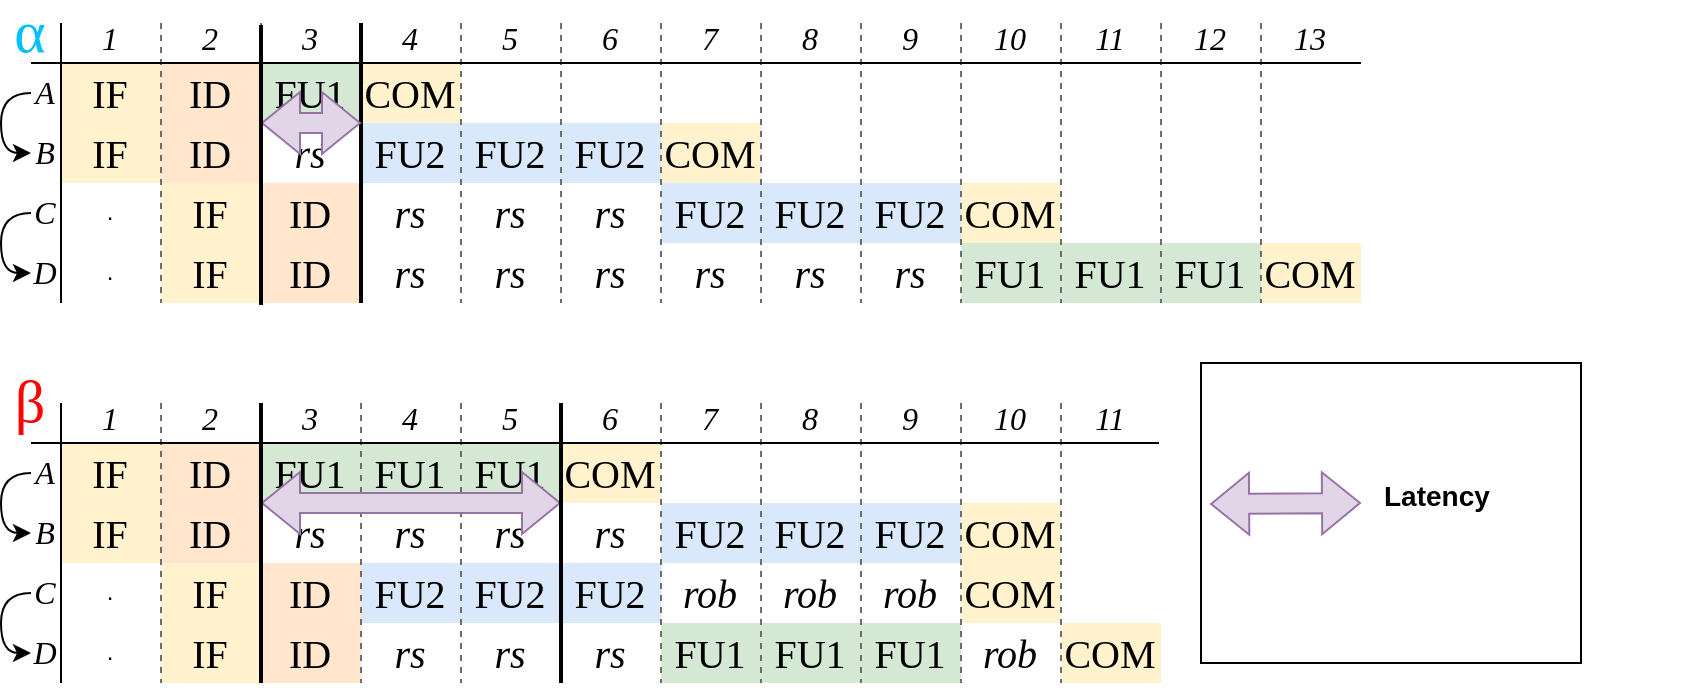 α 1 2 3 4 5 6 7 8 9 10 11 12 13
A IF ID FU1 COM
B IF ID rs FU2 FU2 FU2 COM
C . IF ID rs rs rs FU2 FU2 FU2 COM
D . IF ID rs rs rs rs rs rs FU1 FU1 FU1 COM
β 1 2 3 4 5 6 7 8 9 10 11
A IF ID FU1 FU1 FU1 COM
B IF ID rs rs rs rs FU2 FU2 FU2 COM
C . IF ID FU2 FU2 FU2 rob rob rob COM
D . IF ID rs rs rs FU1 FU1 FU1 rob COM
Latency